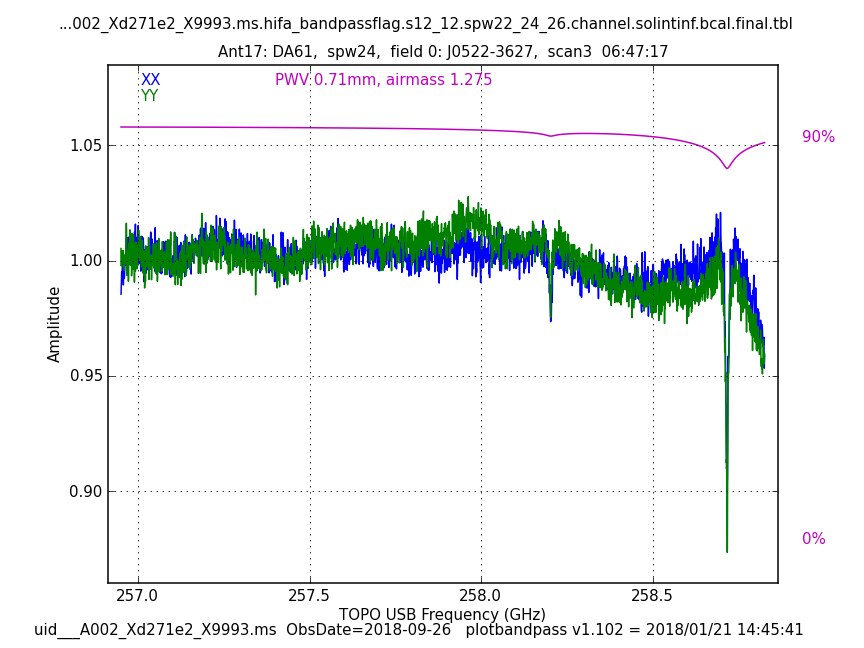 ...002_Xd271e2_X9993.ms.hifa_bandpassflag.s12_12.spw22_24_26.channel.solintinf.bcal.final.tbl
Ant17: DA61,  spw24,  field 0: J0522-3627,  scan3  06:47:17
XX
PWV 0.71mm, airmass 1.275
YY
90%
1.05
1.00
0.95
0.90
Amplitude
0%
257.0
257.5
258.0
258.5
TOPO USB Frequency (GHz)
uid___A002_Xd271e2_X9993.ms  ObsDate=2018-09-26   plotbandpass v1.102 = 2018/01/21 14:45:41